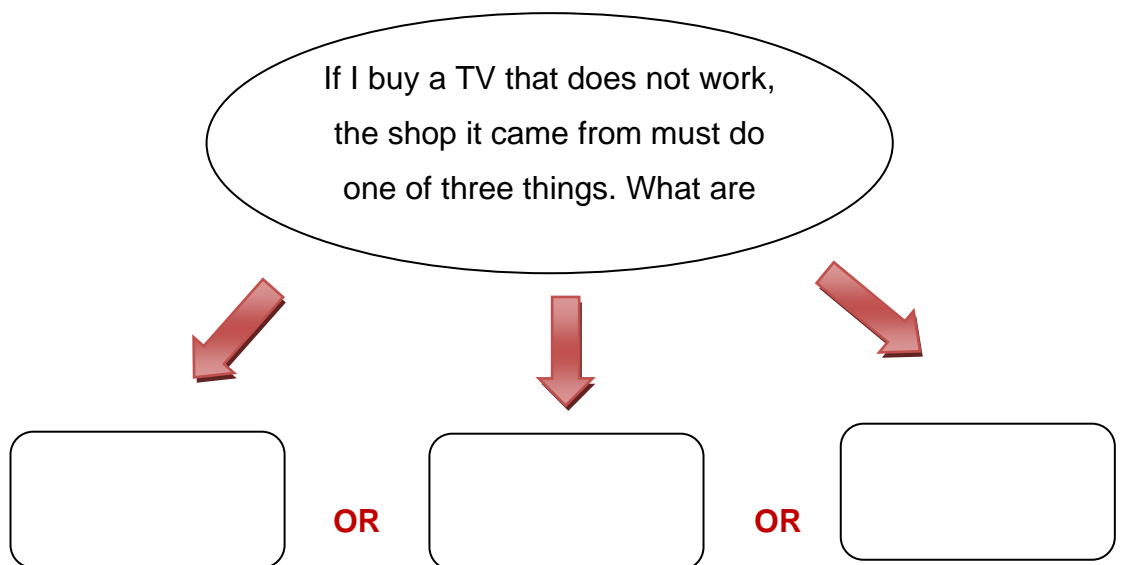 If I buy a TV that does not work,
the shop it came from must do
one of three things. What are
OR
OR